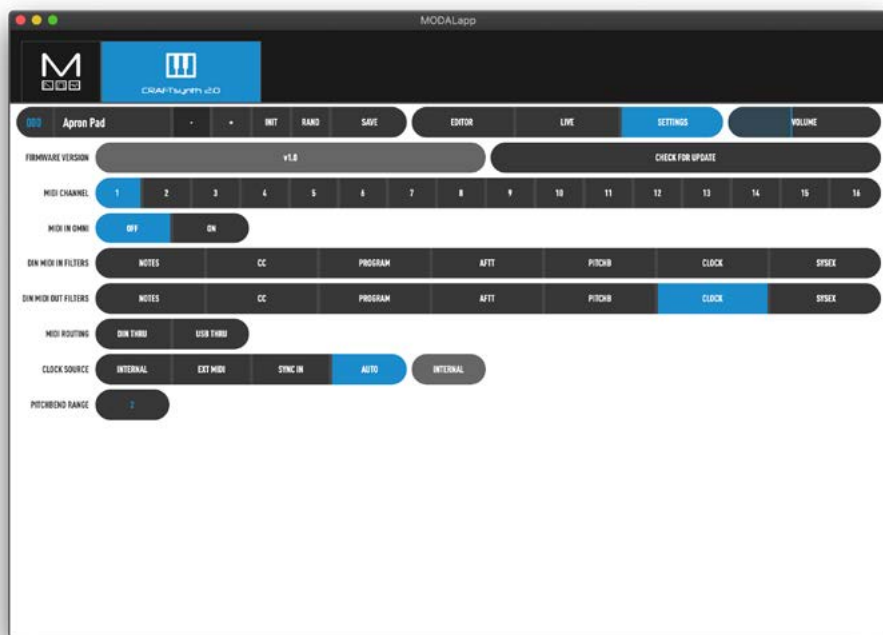 MODALapp
CRAFTsynth 2.0
000 Apron Pad - + INIT RAND SAVE EDITOR LIVE SETTINGS VOLUME
FIRMWARE VERSION v1.0 CHECK FOR UPDATE
MIDI CHANNEL 1 2 3 4 5 6 7 8 9 10 11 12 13 14 15 16
MIDI IN OMNI OFF ON
DIN MIDI IN FILTERS NOTES CC PROGRAM AFTT PITCHB CLOCK SYSEX
DIN MIDI OUT FILTERS NOTES CC PROGRAM AFTT PITCHB CLOCK SYSEX
MIDI ROUTING DIN THRU USB THRU
CLOCK SOURCE INTERNAL EXT MIDI SYNC IN AUTO INTERNAL
PITCHBEND RANGE 2